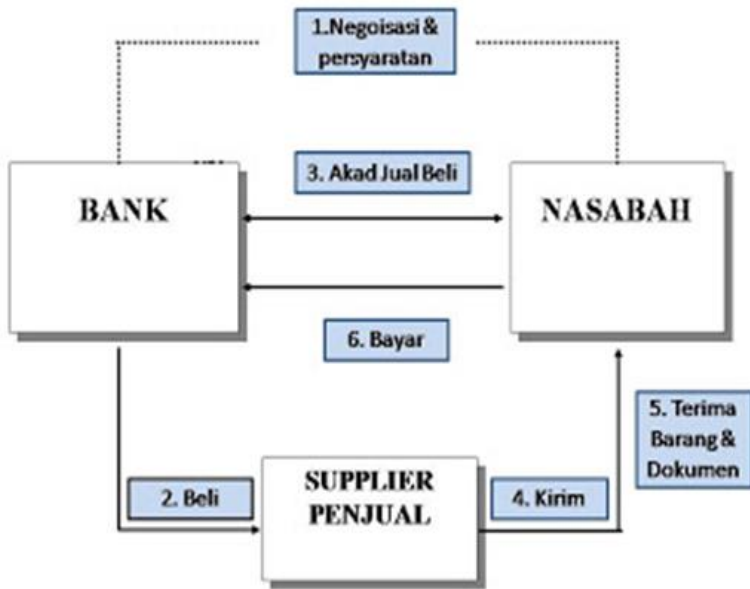 1.Negoisasi &
persyaratan
BANK
3. Akad Jual Beli
NASABAH
6. Bayar
5. Terima
Barang &
Dokumen
2. Beli
SUPPLIER
PENJUAL
4. Kirim